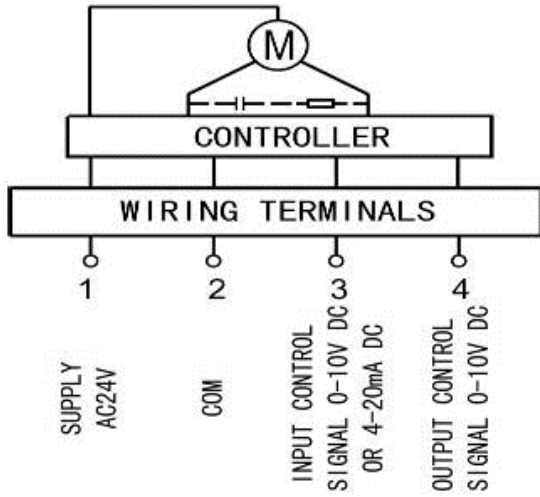 M
CONTROLLER
WIRING TERMINALS
1
2
3
4
SUPPLY
AC24V
COM
INPUT CONTROL
SIGNAL 0-10V DC
OR 4-20mA DC
OUTPUT CONTROL
SIGNAL 0-10V DC